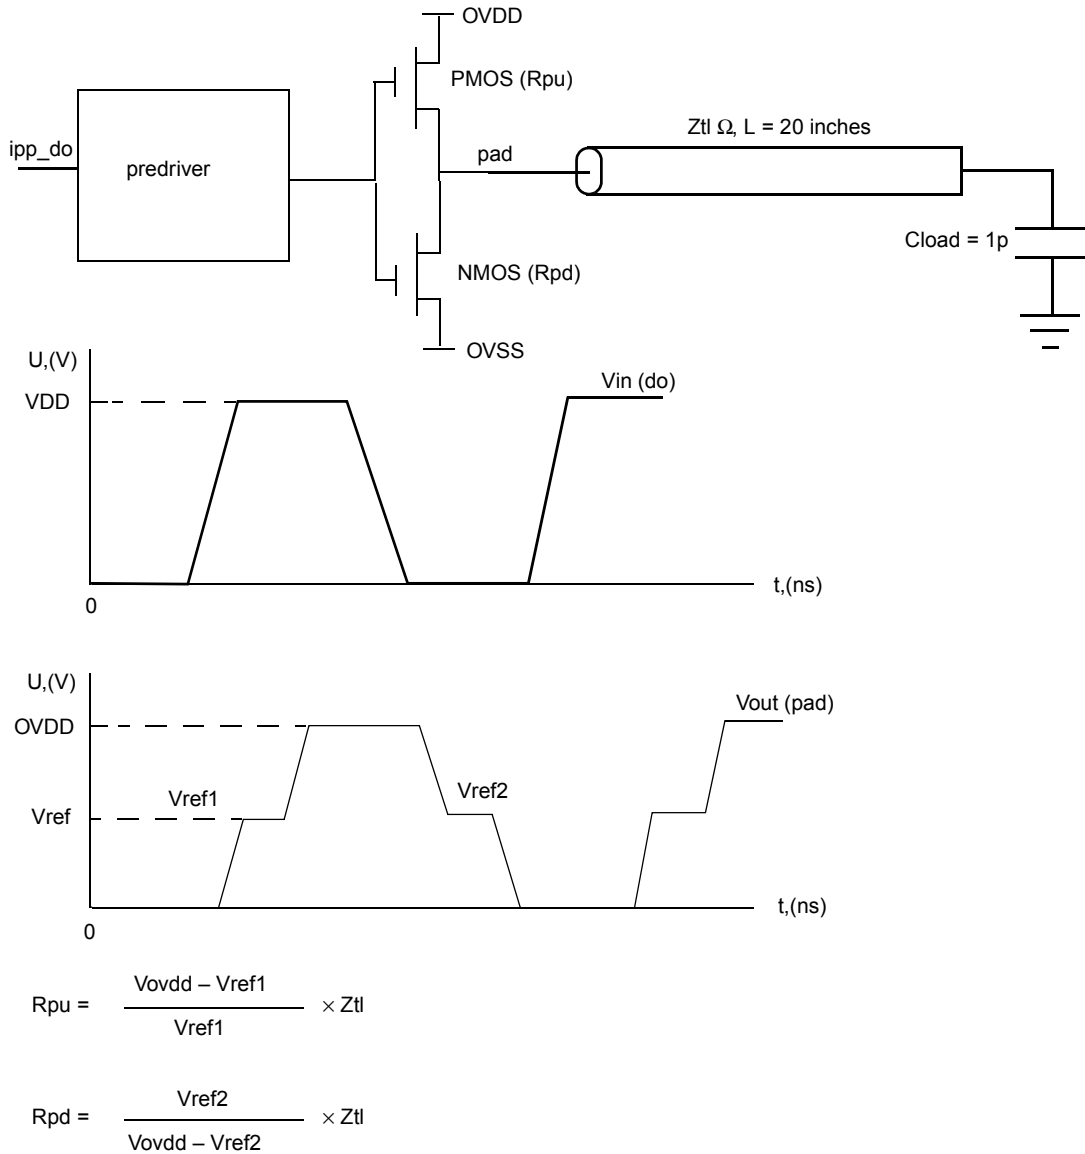 OVDD
PMOS (Rpu)
Ztl Ω, L = 20 inches
ipp_do
predriver
pad
Cload = 1p
NMOS (Rpd)
OVSS
U,(V)
VDD
Vin (do)
t,(ns)
0
U,(V)
OVDD
Vout (pad)
Vref1
Vref2
Vref
t,(ns)
0
Vovdd – Vref1
Rpu = × Ztl
Vref1
Vref2
Rpd = × Ztl
Vovdd – Vref2